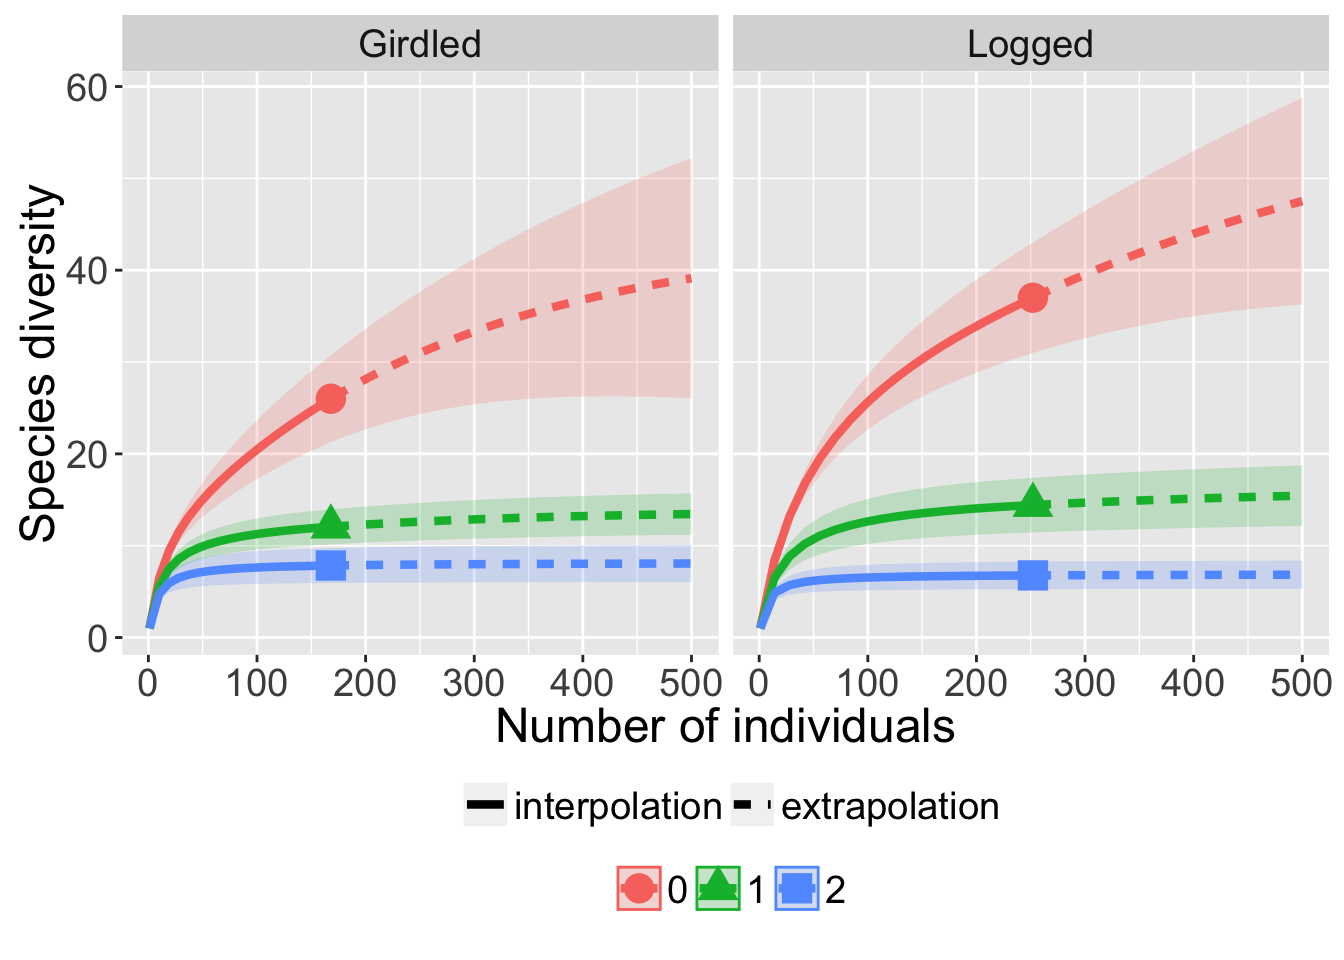 Girdled Logged
60
40
20
0
Species diversity
0 100 200 300 400 500 0 100 200 300 400 500
Number of individuals
interpolation extrapolation
0 1 2